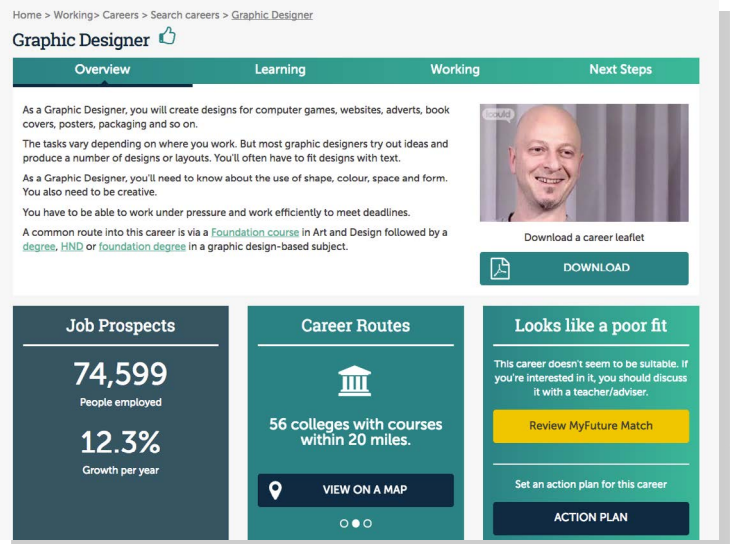 Home > Working> Careers > Search careers > Graphic Designer
Graphic Designer
Overview
Learning
Working
Next Steps
As a Graphic Designer, you will create designs for computer games, websites, adverts, book
covers, posters, packaging and so on.
The tasks vary depending on where you work. But most graphic designers try out ideas and
produce a number of designs or layouts. You'll often have to fit designs with text.
As a Graphic Designer, you'll need to know about the use of shape, colour, space and form.
You also need to be creative.
You have to be able to work under pressure and work efficiently to meet deadlines.
A common route into this career is via a Foundation course in Art and Design followed by a
degree, HND or foundation degree in a graphic design-based subject.
icould
Download a career leaflet
DOWNLOAD
Job Prospects
74,599
People employed
12.3%
Growth per year
Career Routes
56 colleges with courses
within 20 miles.
VIEW ON A MAP
Looks like a poor fit
This career doesn't seem to be suitable. If
you're interested in it, you should discuss
it with a teacher/adviser.
Review MyFuture Match
Set an action plan for this career
ACTION PLAN